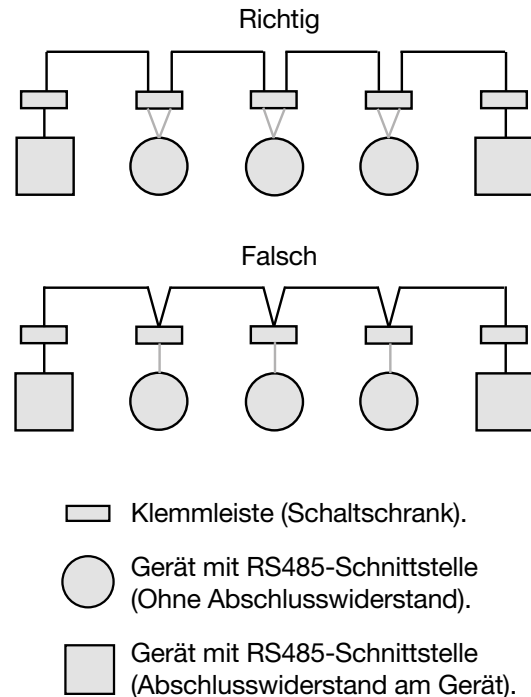 Richtig
Falsch
Klemmleiste (Schaltschrank).
Gerät mit RS485-Schnittstelle
(Ohne Abschlusswiderstand).
Gerät mit RS485-Schnittstelle
(Abschlusswiderstand am Gerät).